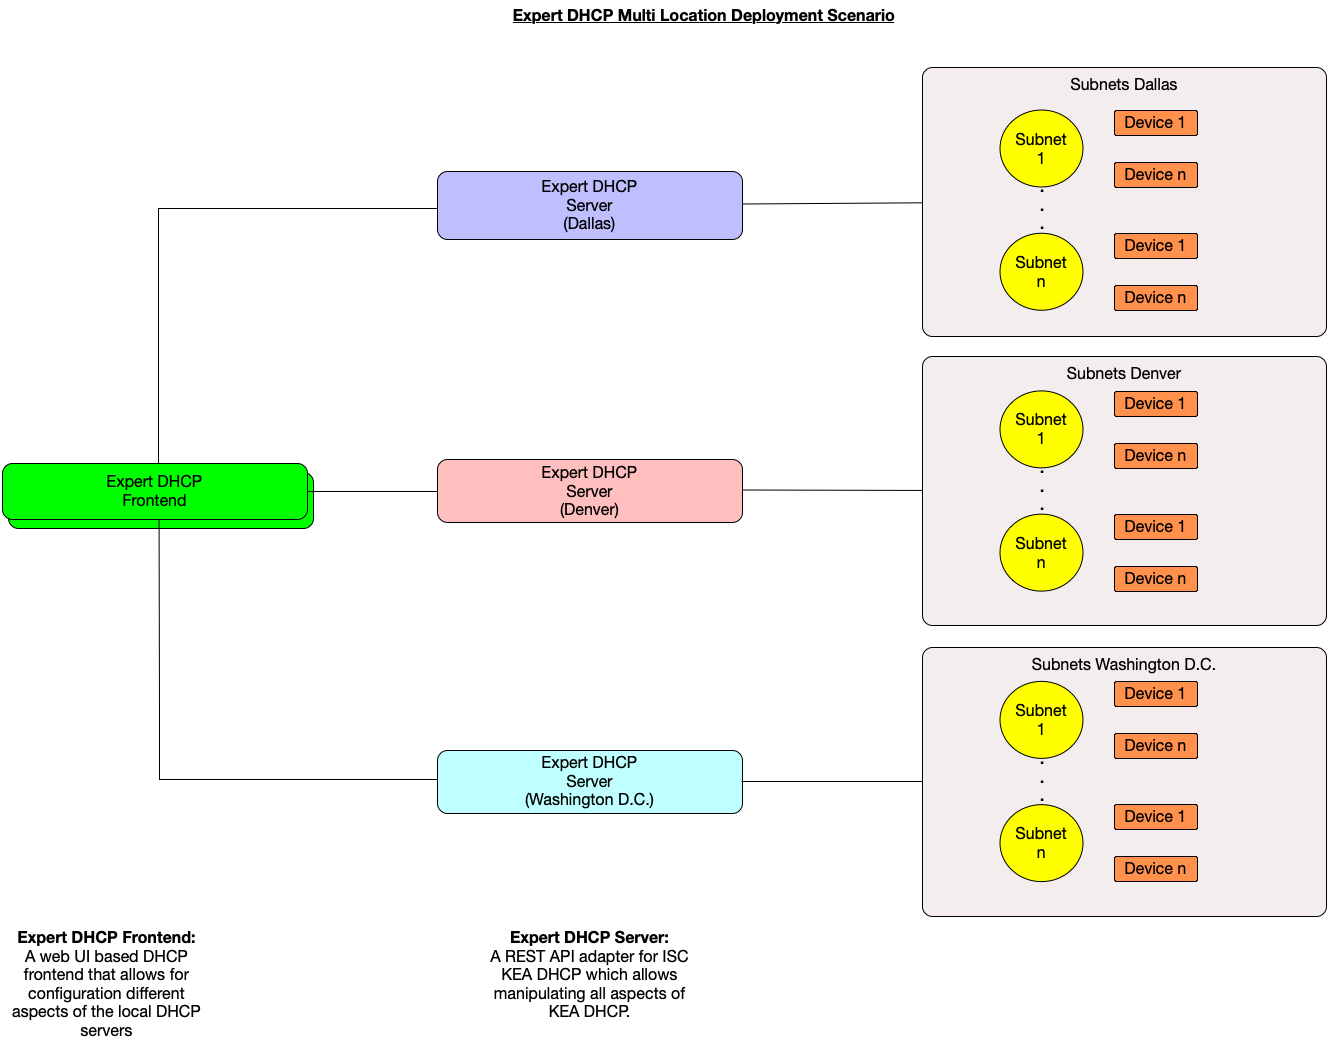 Expert DHCP Multi Location Deployment Scenario
Subnets Dallas
Subnet
1
Device 1
Device n
.
.
.
Subnet
n
Device 1
Device n
Expert DHCP
Server
(Dallas)
Subnets Denver
Subnet
1
Device 1
Device n
.
.
.
Subnet
n
Device 1
Device n
Expert DHCP
Frontend
Expert DHCP
Server
(Denver)
Subnets Washington D.C.
Subnet
1
Device 1
Device n
.
.
.
Subnet
n
Device 1
Device n
Expert DHCP
Server
(Washington D.C.)
Expert DHCP Frontend:
A web UI based DHCP
frontend that allows for
configuration different
aspects of the local DHCP
servers
Expert DHCP Server:
A REST API adapter for ISC
KEA DHCP which allows
manipulating all aspects of
KEA DHCP.